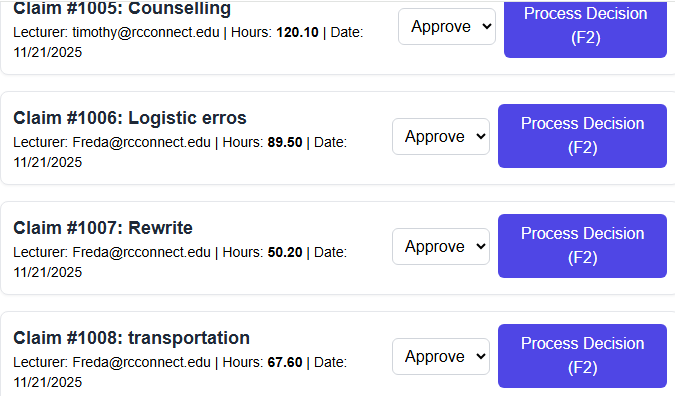 Claim #1005: Counselling
Lecturer: timothy@rcconnect.edu | Hours: 120.10 | Date:
11/21/2025
Approve
Process Decision
(F2)
Claim #1006: Logistic erros
Lecturer: Freda@rcconnect.edu | Hours: 89.50 | Date:
11/21/2025
Approve
Process Decision
(F2)
Claim #1007: Rewrite
Lecturer: Freda@rcconnect.edu | Hours: 50.20 | Date:
11/21/2025
Approve
Process Decision
(F2)
Claim #1008: transportation
Lecturer: Freda@rcconnect.edu | Hours: 67.60 | Date:
11/21/2025
Approve
Process Decision
(F2)